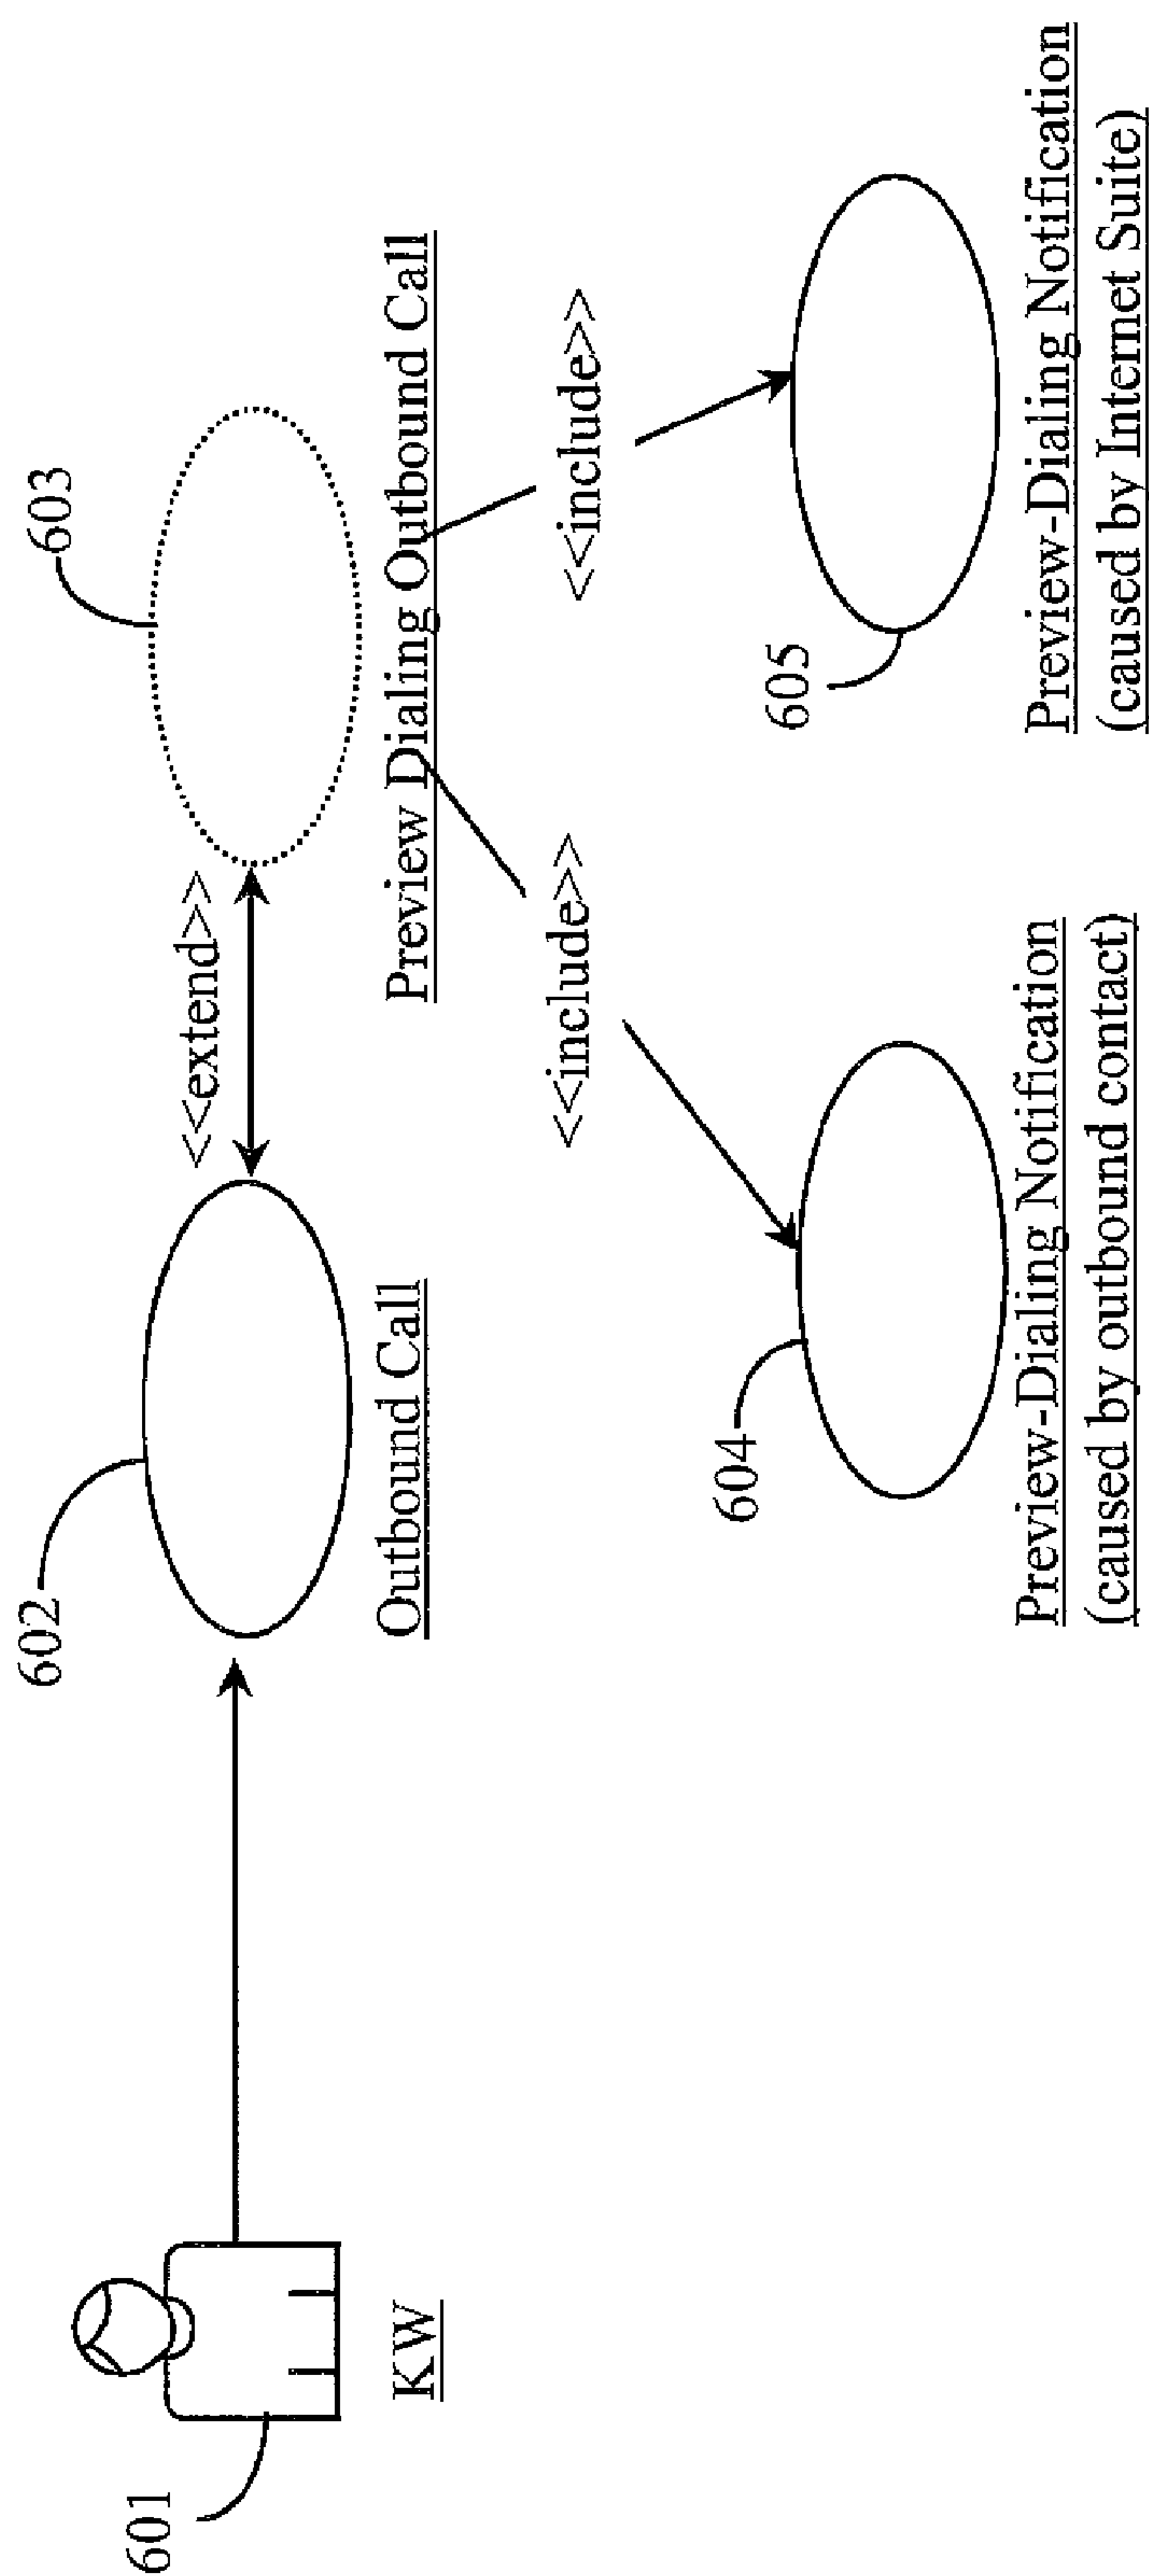 603
<<extend>>
602
601
Preview Dialing Outbound Call
Outbound Call
KW
<<include>>
<<include>>
605
604
Preview-Dialing Notification
(caused by outbound contact)
Preview-Dialing Notification
(caused by Internet Suite)